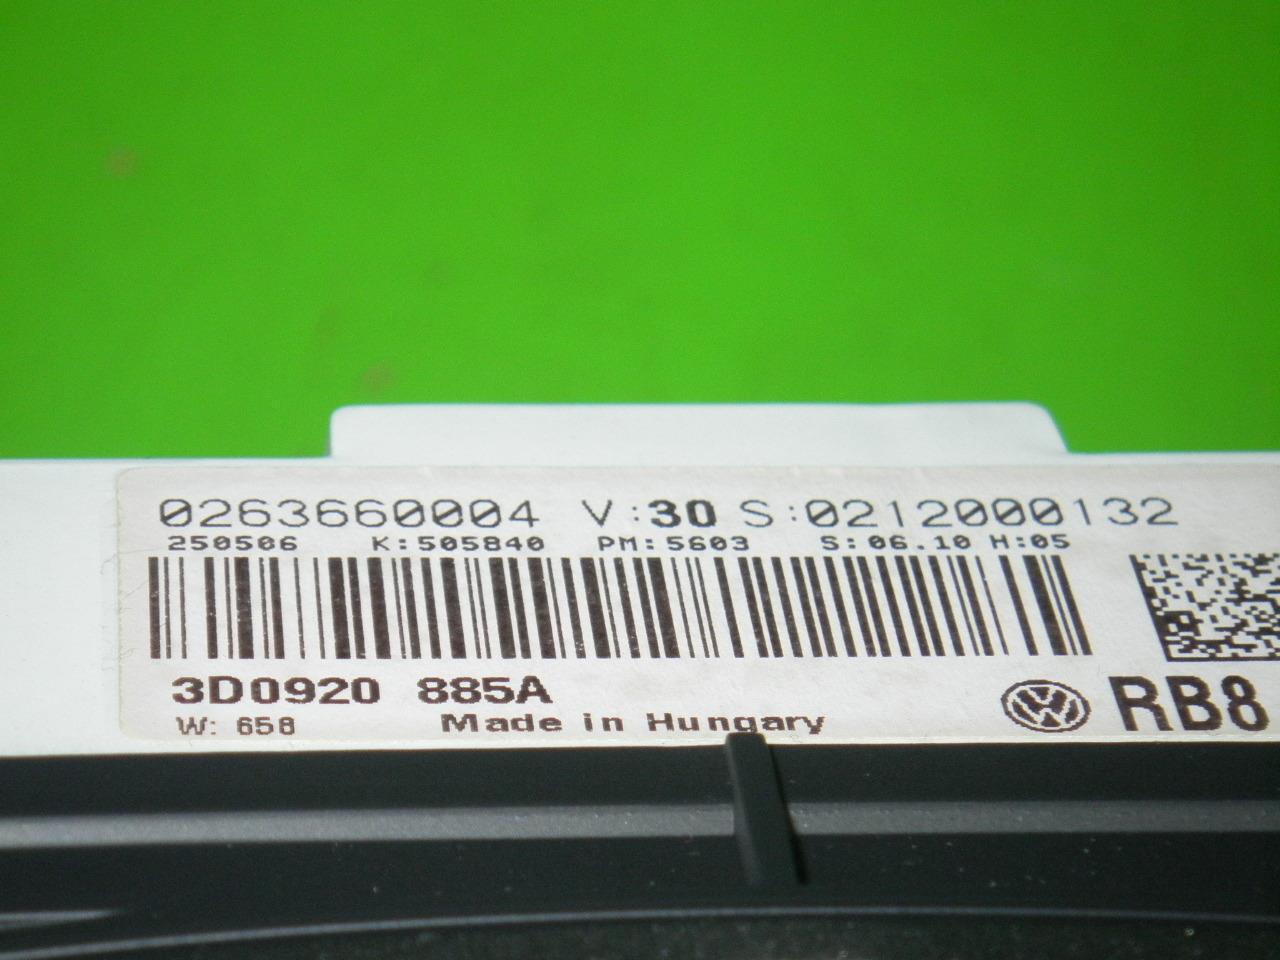 0263660004 V:30 S:0212000132
250506 K:505840 PM:5603 S:06.10 H:05
3D0920 885A
W: 658 Made in Hungary RB8